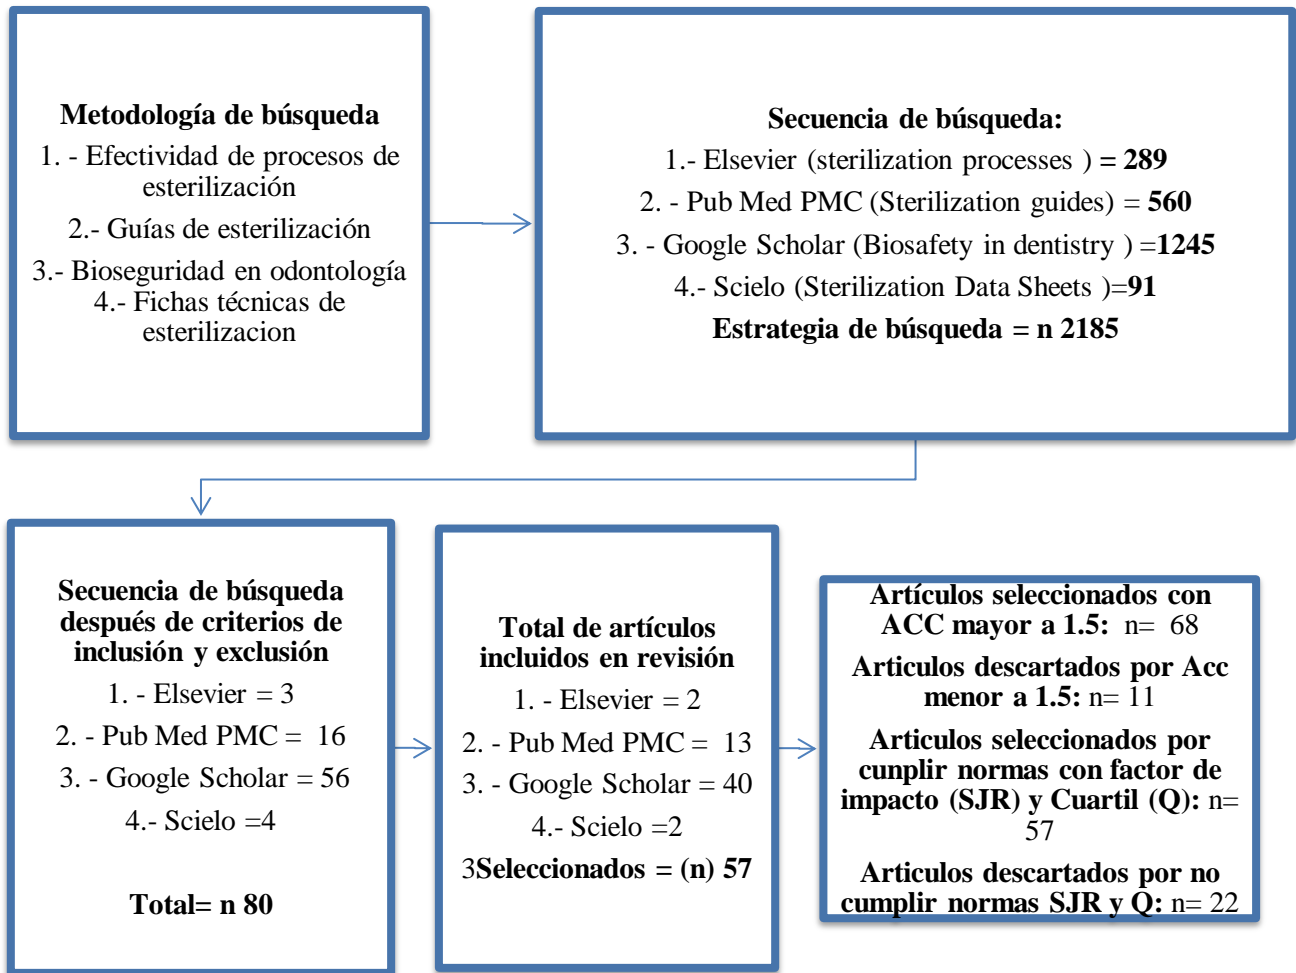 Metodología de búsqueda
1. - Efectividad de procesos de
esterilización
2.- Guías de esterilización
3.- Bioseguridad en odontología
4.- Fichas técnicas de
esterilizacion
Secuencia de búsqueda:
1.- Elsevier (sterilization processes ) = 289
2. - Pub Med PMC (Sterilization guides) = 560
3. - Google Scholar (Biosafety in dentistry ) =1245
4.- Scielo (Sterilization Data Sheets )=91
Estrategia de búsqueda = n 2185
Secuencia de búsqueda
después de criterios de
inclusión y exclusión
1. - Elsevier = 3
2. - Pub Med PMC = 16
3. - Google Scholar = 56
4.- Scielo =4
Total= n 80
Total de artículos
incluidos en revisión
1. - Elsevier = 2
2. - Pub Med PMC = 13
3. - Google Scholar = 40
4.- Scielo =2
3Seleccionados = (n) 57
Artículos seleccionados con
ACC mayor a 1.5: n= 68
Articulos descartados por Acc
menor a 1.5: n= 11
Articulos seleccionados por
cunplir normas con factor de
impacto (SJR) y Cuartil (Q): n=
57
Articulos descartados por no
cumplir normas SJR y Q: n= 22